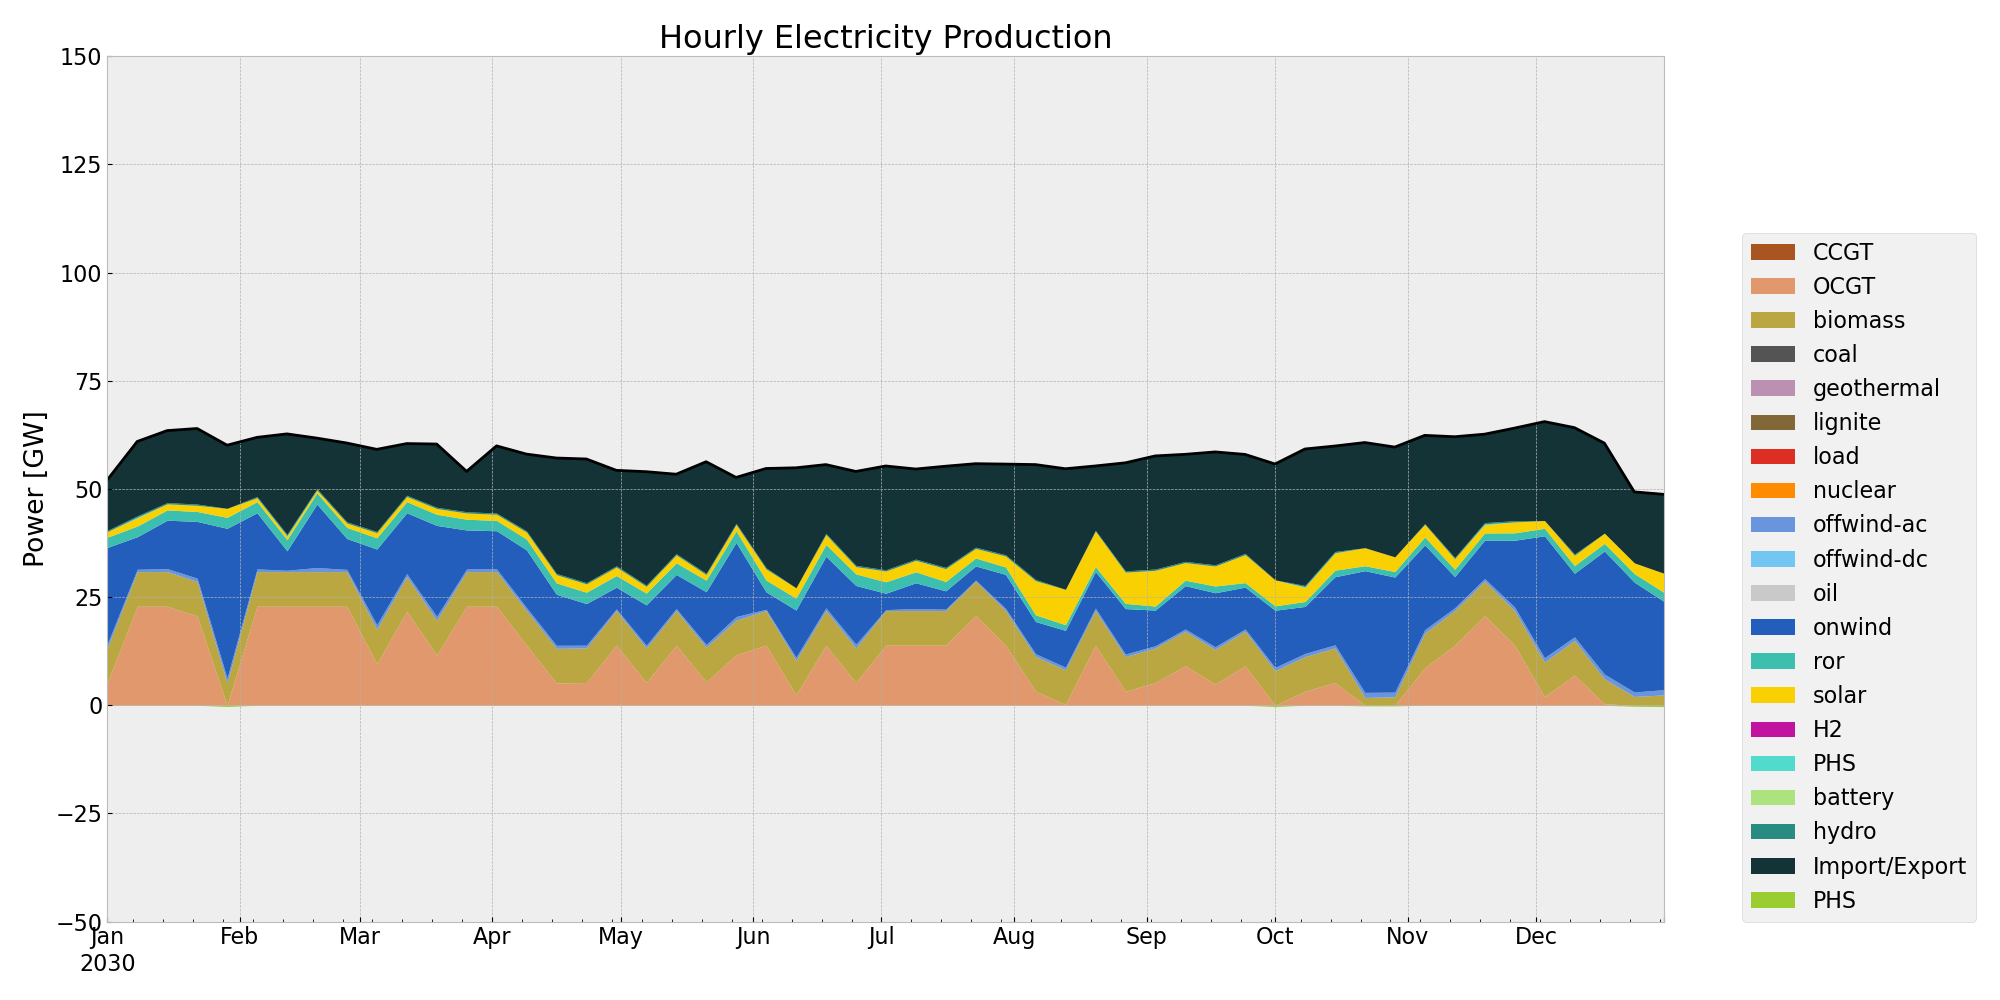 Hourly Electricity Production
Power [GW]
150
125
100
75
50
25
0
−25
−50
Jan Feb Mar Apr May Jun Jul Aug Sep Oct Nov Dec
2030
CCGT
OCGT
biomass
coal
geothermal
lignite
load
nuclear
offwind-ac
offwind-dc
oil
onwind
ror
solar
H2
PHS
battery
hydro
Import/Export
PHS